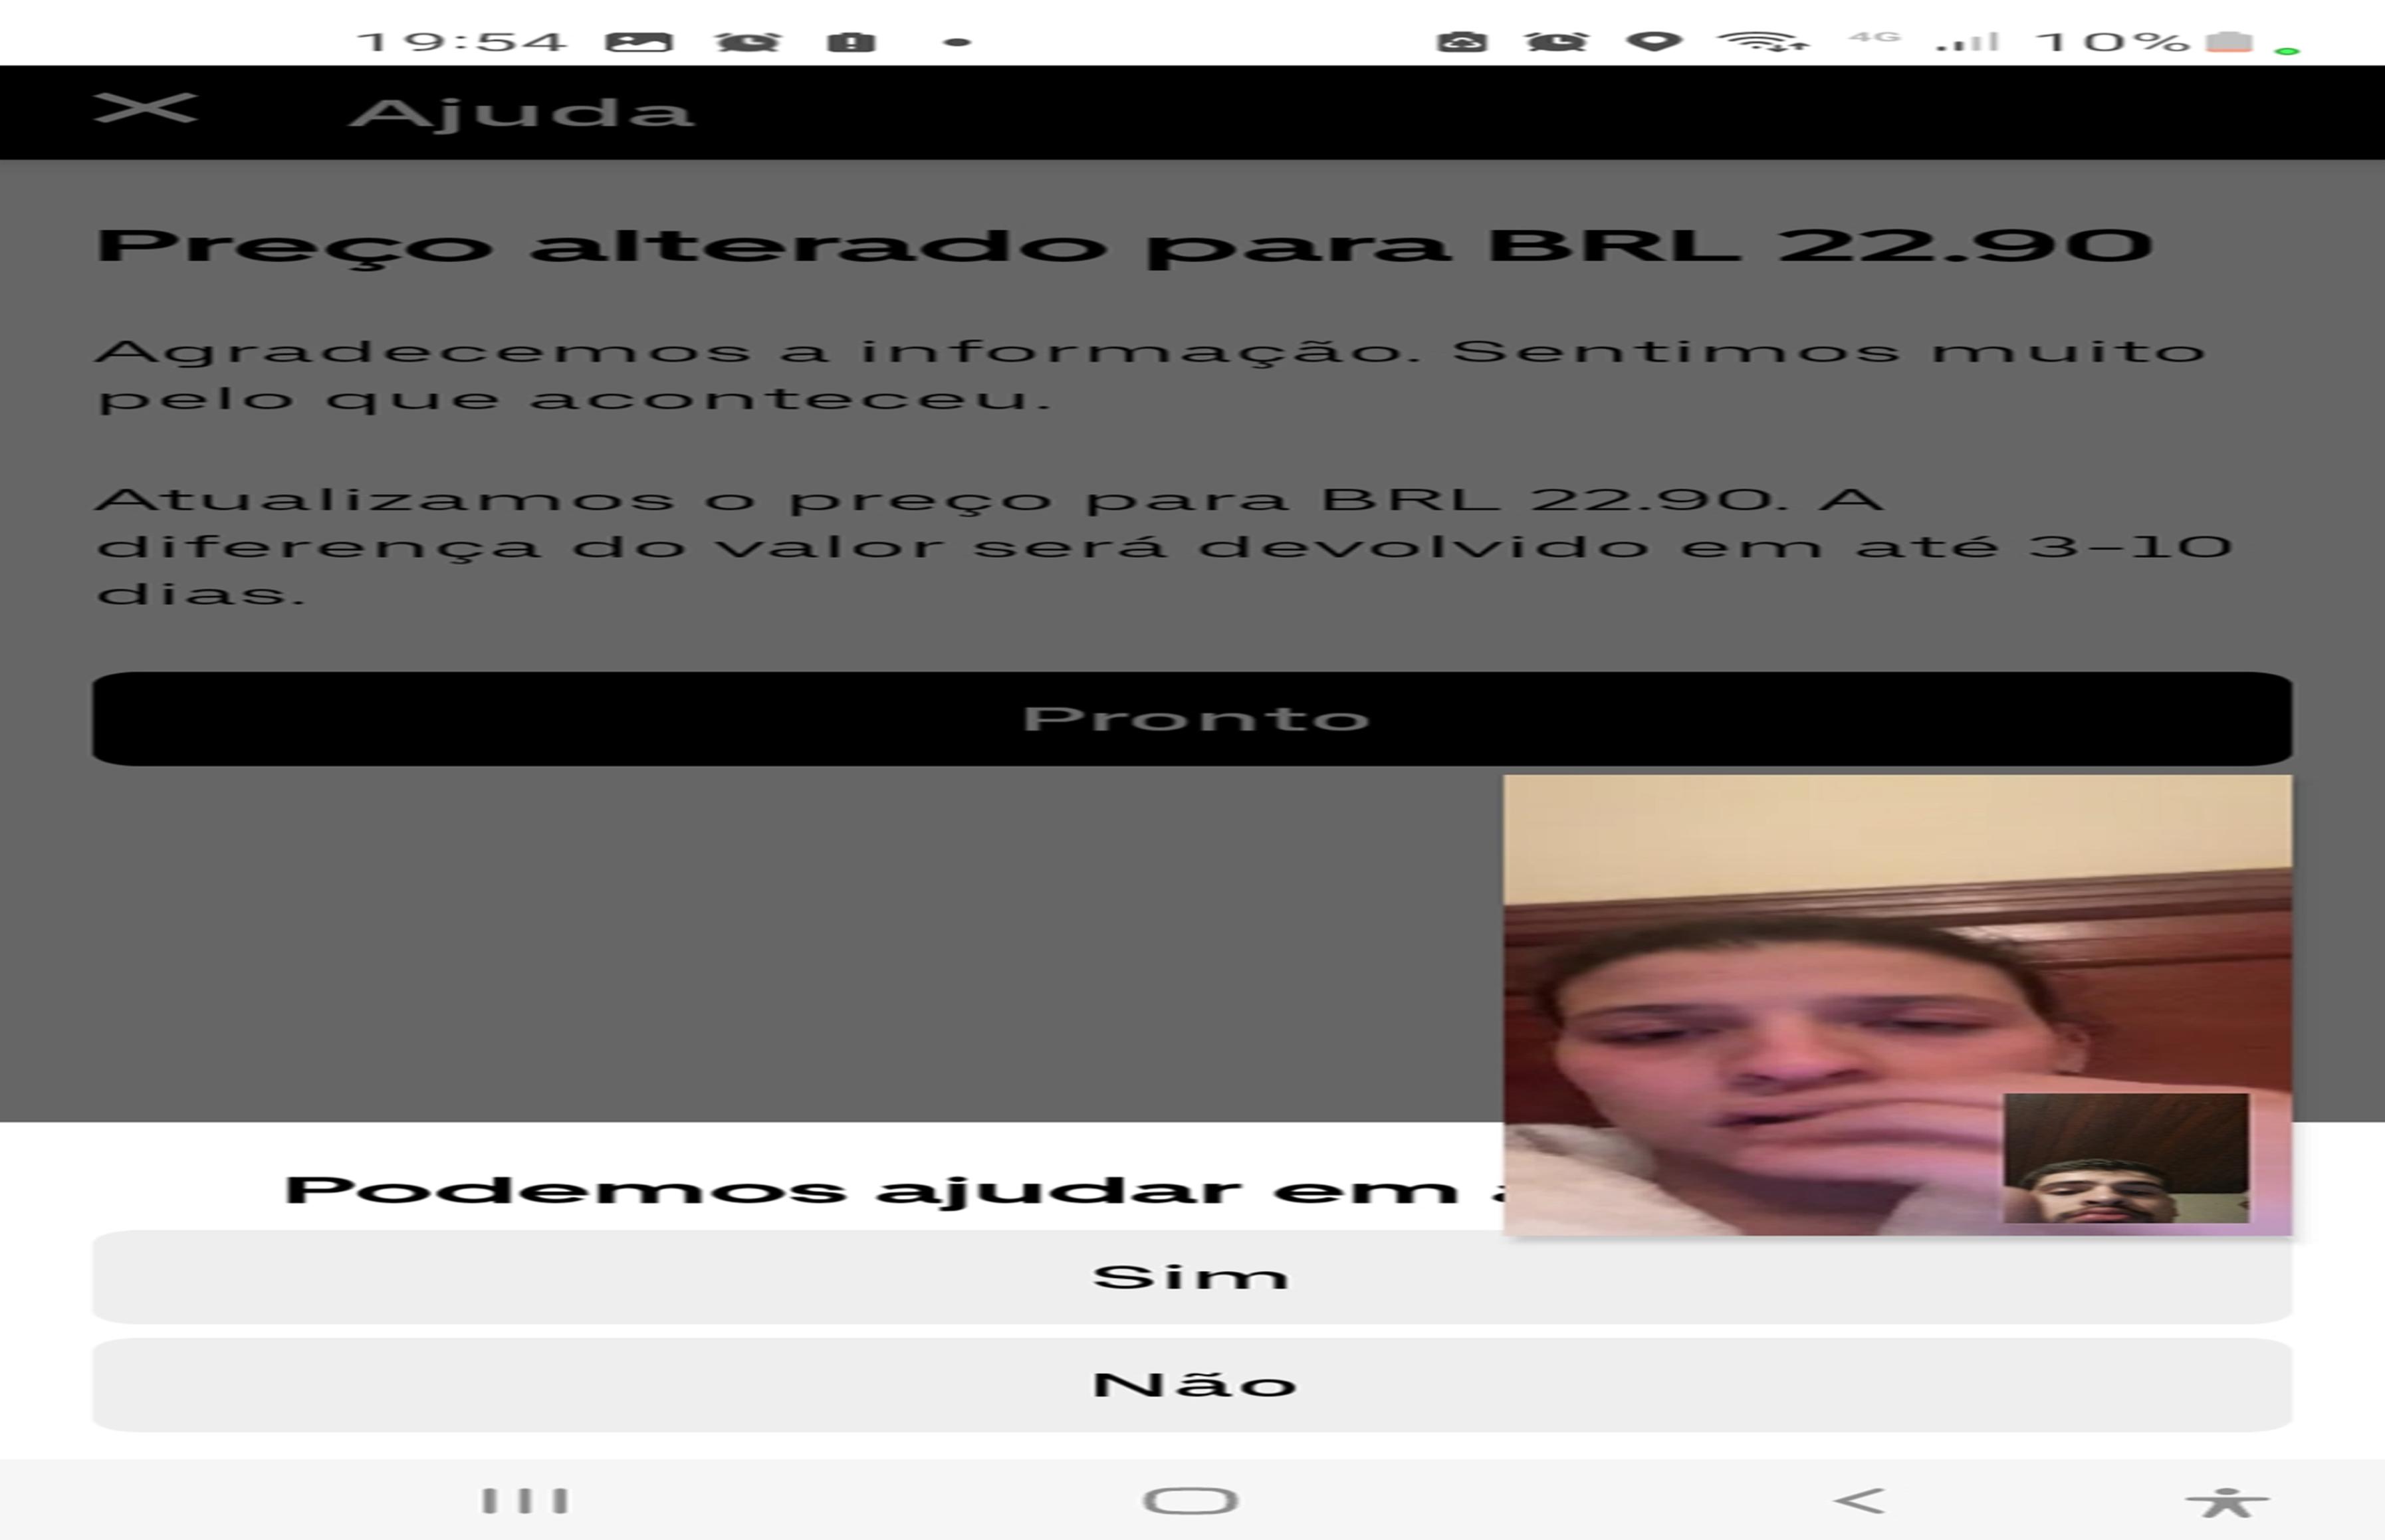 19:54
4G
10%
Ajuda
Preço alterado para BRL 22.90
Agradecemos a informação. Sentimos muito
pelo que aconteceu.
Atualizamos o preço para BRL 22.90. A
diferença do valor será devolvido em até 3-10
dias.
Pronto
Podemos ajudar em
Sim
Não